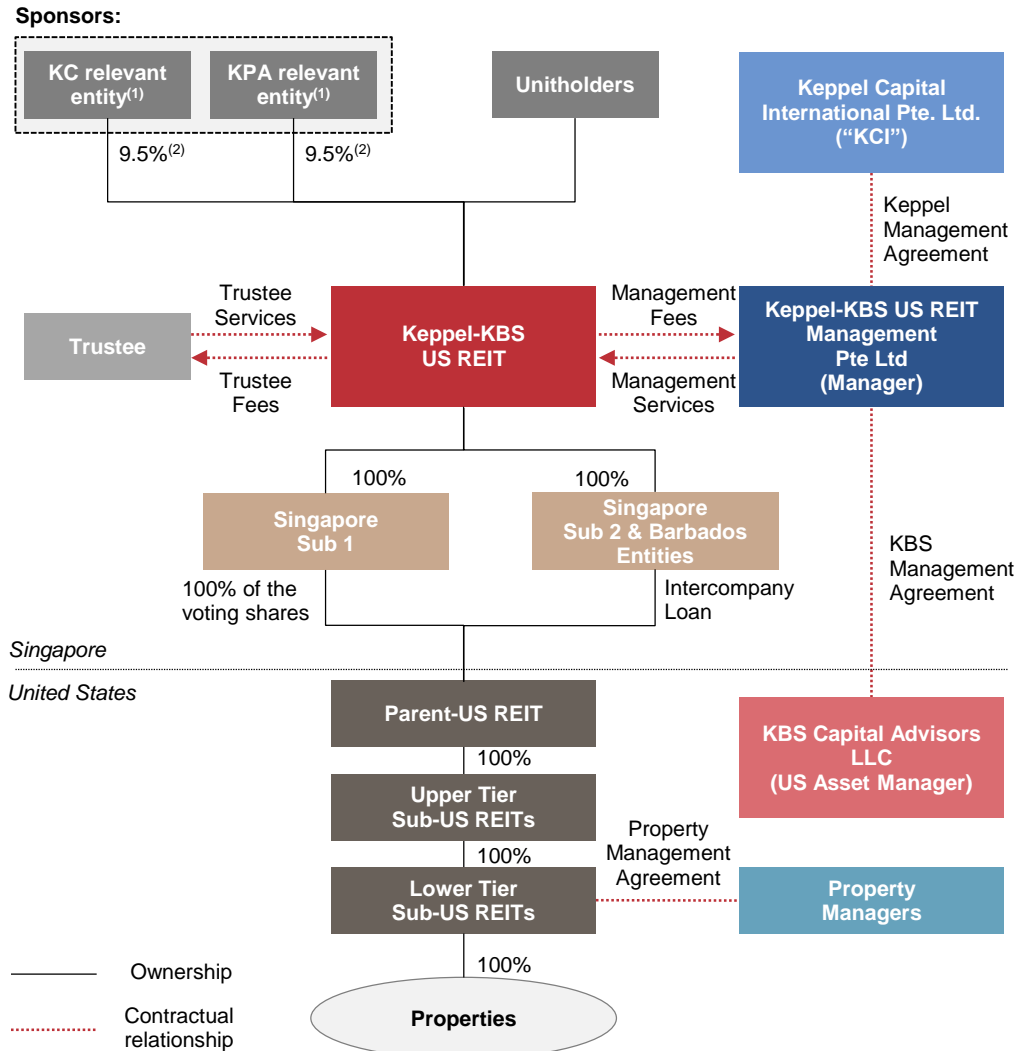 Sponsors:
KC relevant
entity(1)
KPA relevant
entity(1)
Unitholders
Keppel Capital
International Pte. Ltd.
(“KCI”)
9.5%(2)
9.5%(2)
Keppel
Management
Agreement
Trustee
Trustee
Services
Trustee
Fees
Keppel-KBS
US REIT
Management
Fees
Management
Services
Keppel-KBS US REIT
Management
Pte Ltd
(Manager)
100%
100%
Singapore
Sub 1
Singapore
Sub 2 & Barbados
Entities
KBS
Management
Agreement
100% of the
voting shares
Intercompany
Loan
Singapore
United States
Parent-US REIT
KBS Capital Advisors
LLC
(US Asset Manager)
100%
Upper Tier
Sub-US REITs
100%
Property
Management
Agreement
Lower Tier
Sub-US REITs
Property
Managers
100%
Properties
Ownership
Contractual
relationship